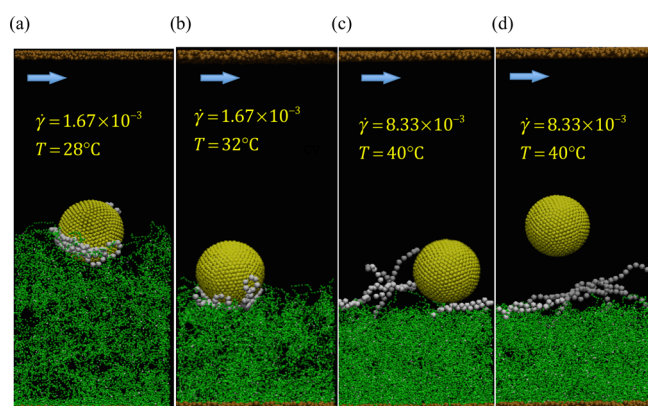 (a)
(b)
(c)
(d)
γ̇ = 1.67×10⁻³
T = 28°C
γ̇ = 1.67×10⁻³
T = 32°C
γ̇ = 8.33×10⁻³
T = 40°C
γ̇ = 8.33×10⁻³
T = 40°C